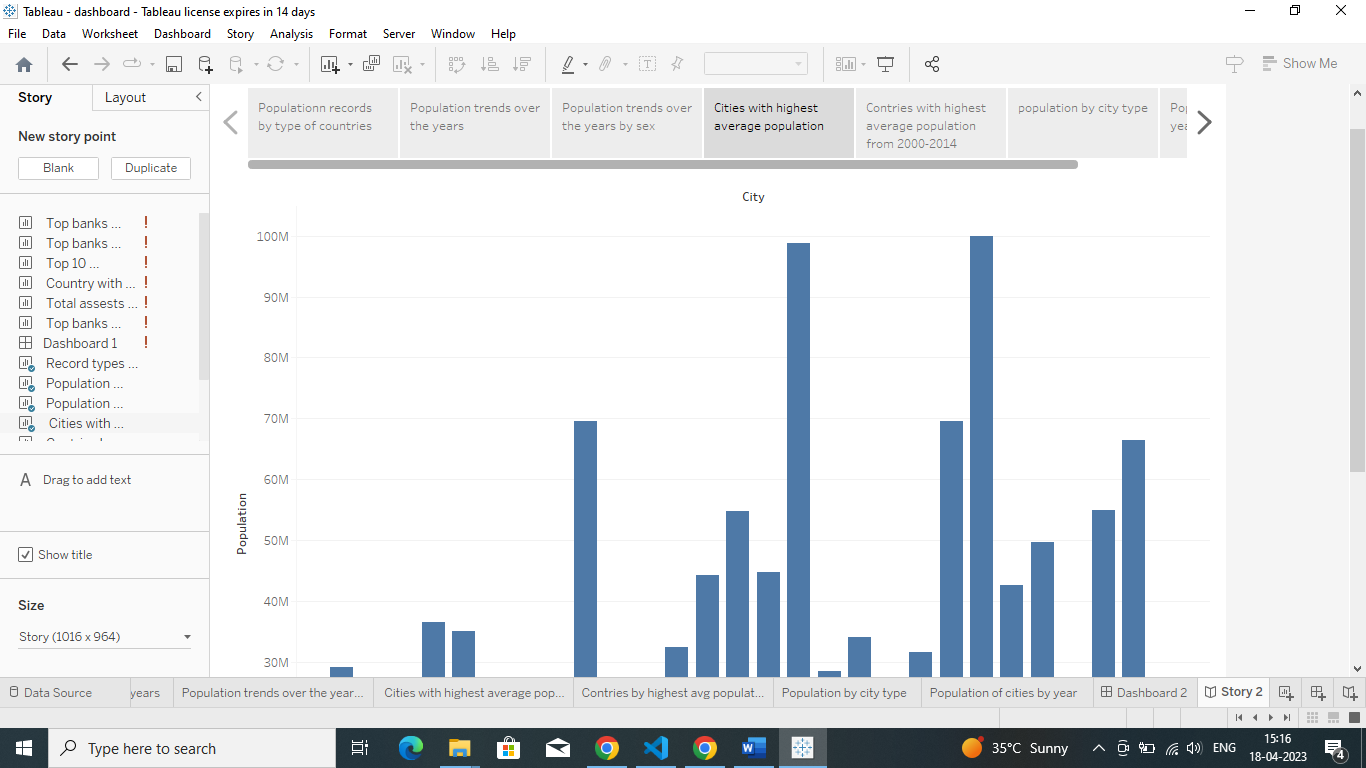 Tableau - dashboard - Tableau license expires in 14 days
File Data Worksheet Dashboard Story Analysis Format Server Window Help
Show Me
Story Layout
New story point
Blank Duplicate
Populationn records
by type of countries
Population trends over
the years
Population trends over
the years by sex
Cities with highest
average population
Contries with highest
average population
from 2000-2014
population by city type
Top banks ... !
Top banks ... !
Top 10 ... !
Country with ... !
Total assests ... !
Top banks ... !
Dashboard 1 !
Record types ...
Population ...
Population ...
Cities with ...
A Drag to add text
Show title
Size
Story (1016 x 964)
City
Population
100M
90M
80M
70M
60M
50M
40M
30M
Data Source years Population trends over the year... Cities with highest average pop... Contries by highest avg populat... Population by city type Population of cities by year Dashboard 2 Story 2
Type here to search
35°C Sunny
ENG
15:16
18-04-2023
4